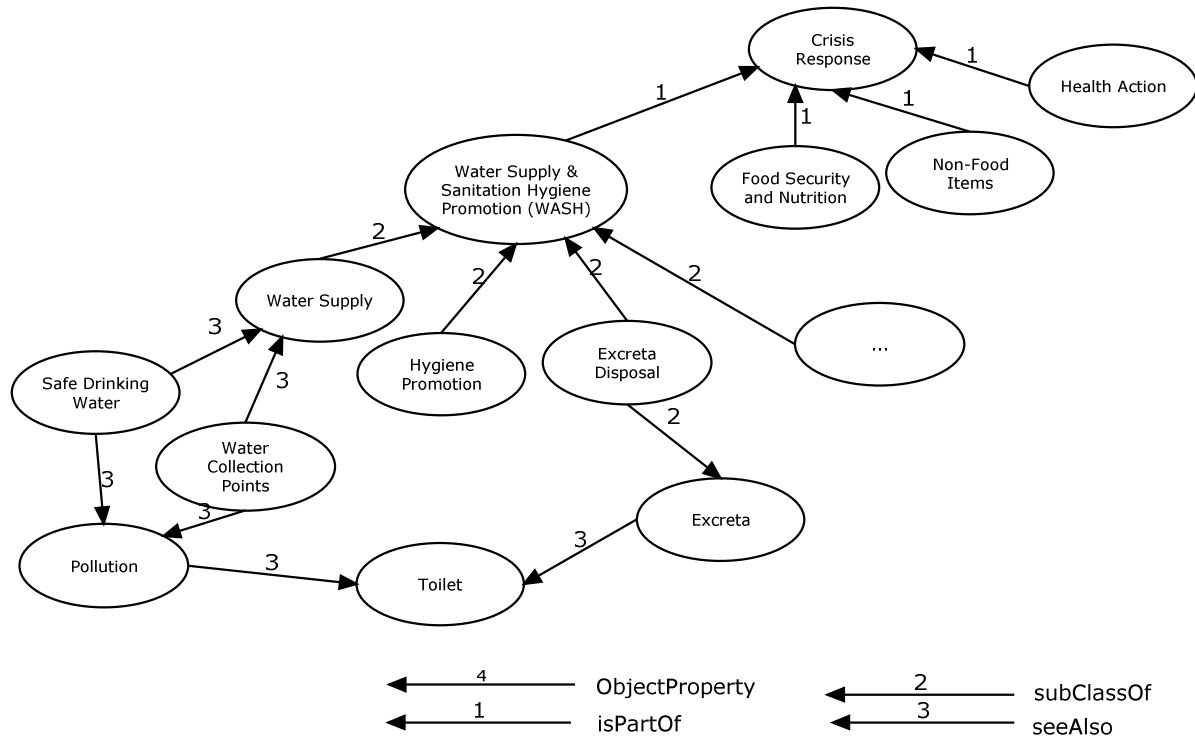 Crisis
Response
1
1
Health Action
1
1
Water Supply &
Sanitation Hygiene
Promotion (WASH)
Food Security
and Nutrition
Non-Food
Items
2
2
2
2
Water Supply
3
Safe Drinking
Water
3
Hygiene
Promotion
Excreta
Disposal
...
2
Water
Collection
Points
3
3
Excreta
3
3
Pollution
Toilet
4
ObjectProperty
2
subClassOf
1
isPartOf
3
seeAlso